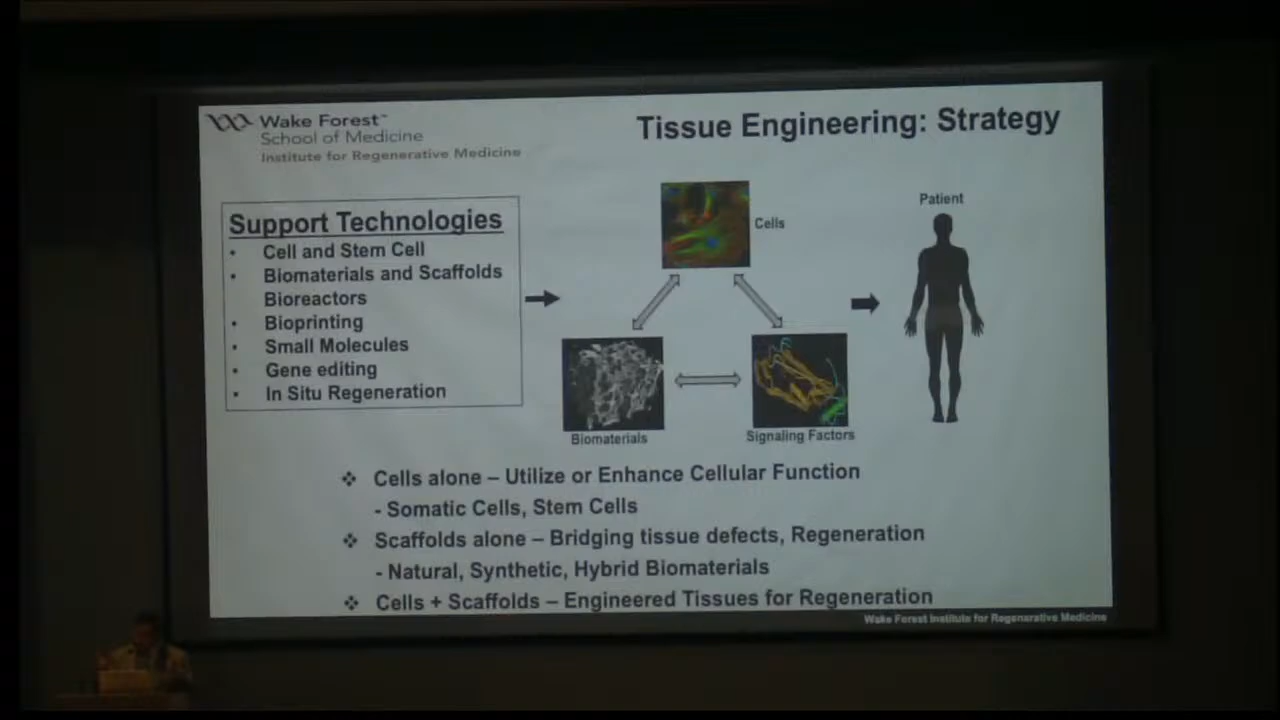 Wake Forest™
School of Medicine
Institute for Regenerative Medicine
Tissue Engineering: Strategy
Support Technologies
• Cell and Stem Cell
• Biomaterials and Scaffolds
Bioreactors
• Bioprinting
• Small Molecules
• Gene editing
• In Situ Regeneration
Cells
Patient
Biomaterials
Signaling Factors
❖ Cells alone – Utilize or Enhance Cellular Function
- Somatic Cells, Stem Cells
❖ Scaffolds alone – Bridging tissue defects, Regeneration
- Natural, Synthetic, Hybrid Biomaterials
❖ Cells + Scaffolds – Engineered Tissues for Regeneration
Wake Forest Institute for Regenarative Medicine